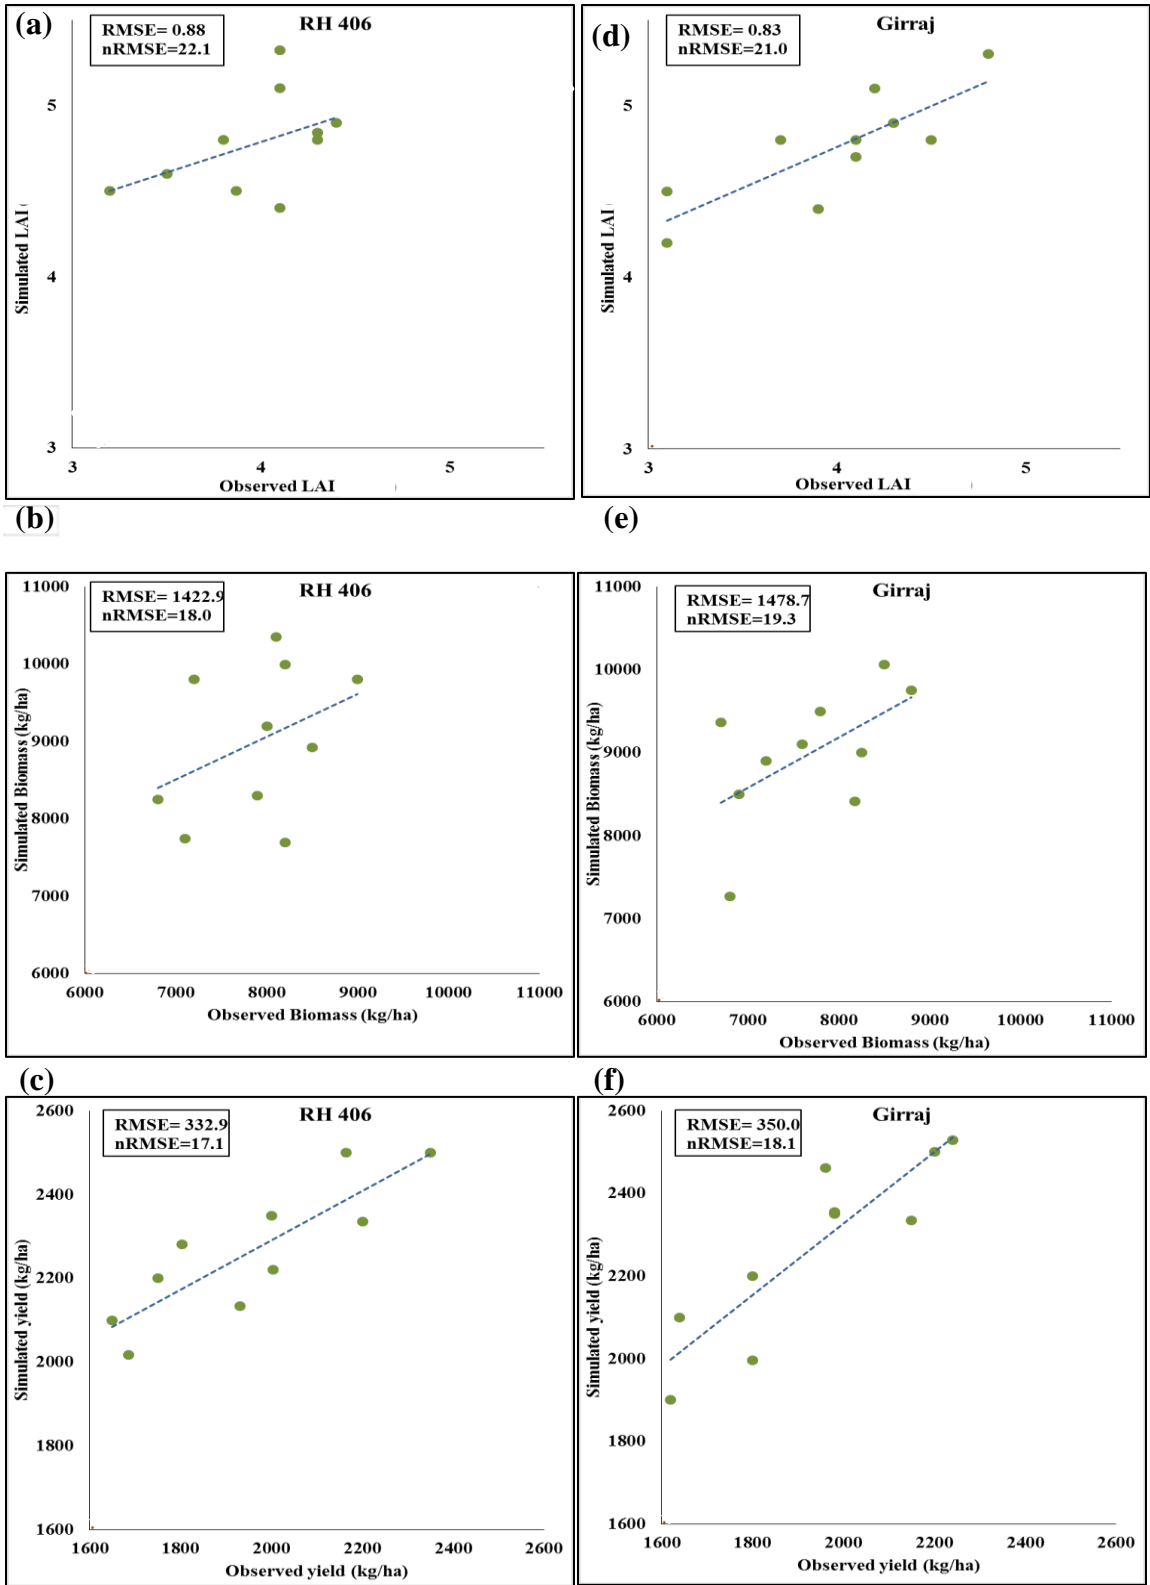 (a)
RH 406
RMSE= 0.88
nRMSE=22.1
5
4
3
3 4 5
Simulated LAI
Observed LAI
(d)
Girraj
RMSE= 0.83
nRMSE=21.0
5
4
3
3 4 5
Simulated LAI
Observed LAI
(b)
RH 406
RMSE= 1422.9
nRMSE=18.0
11000
10000
9000
8000
7000
6000
6000 7000 8000 9000 10000 11000
Simulated Biomass (kg/ha)
Observed Biomass (kg/ha)
(e)
Girraj
RMSE= 1478.7
nRMSE=19.3
11000
10000
9000
8000
7000
6000
6000 7000 8000 9000 10000 11000
Simulated Biomass (kg/ha)
Observed Biomass (kg/ha)
(c)
RH 406
RMSE= 332.9
nRMSE=17.1
2600
2400
2200
2000
1800
1600
1600 1800 2000 2200 2400 2600
Simulated yield (kg/ha)
Observed yield (kg/ha)
(f)
Girraj
RMSE= 350.0
nRMSE=18.1
2600
2400
2200
2000
1800
1600
1600 1800 2000 2200 2400 2600
Simulated yield (kg/ha)
Observed yield (kg/ha)